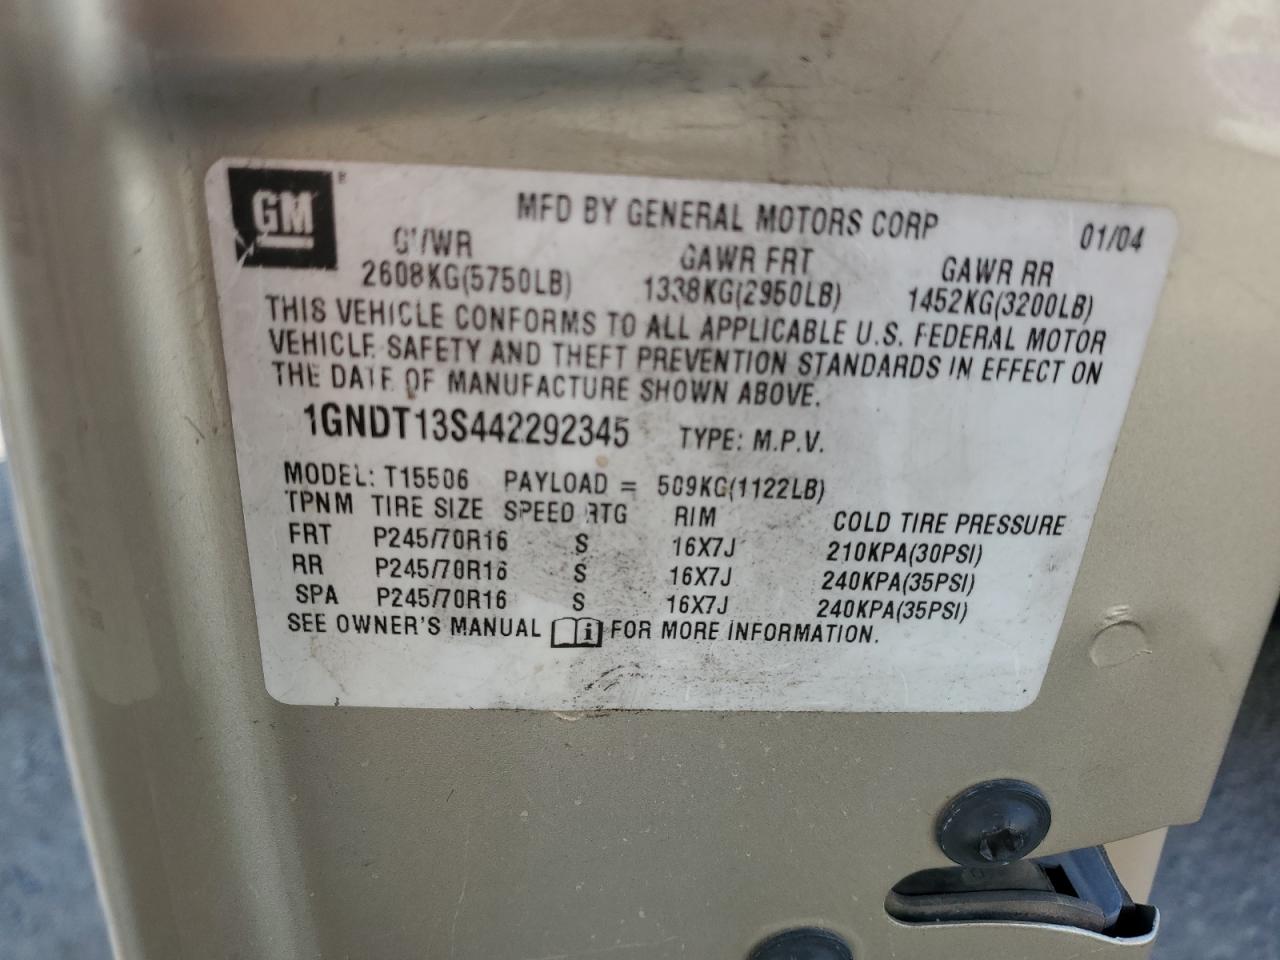 GM ®
MFD BY GENERAL MOTORS CORP 01/04
GVWR GAWR FRT GAWR RR
2608KG(5750LB) 1338KG(2950LB) 1452KG(3200LB)
THIS VEHICLE CONFORMS TO ALL APPLICABLE U.S. FEDERAL MOTOR
VEHICLE SAFETY AND THEFT PREVENTION STANDARDS IN EFFECT ON
THE DATE OF MANUFACTURE SHOWN ABOVE.
1GNDT13S442292345 TYPE: M.P.V.
MODEL: T15506 PAYLOAD = 509KG(1122LB)
TPNM TIRE SIZE SPEED RTG RIM COLD TIRE PRESSURE
FRT P245/70R16 S 16X7J 210KPA(30PSI)
RR P245/70R16 S 16X7J 240KPA(35PSI)
SPA P245/70R16 S 16X7J 240KPA(35PSI)
SEE OWNER'S MANUAL i FOR MORE INFORMATION.